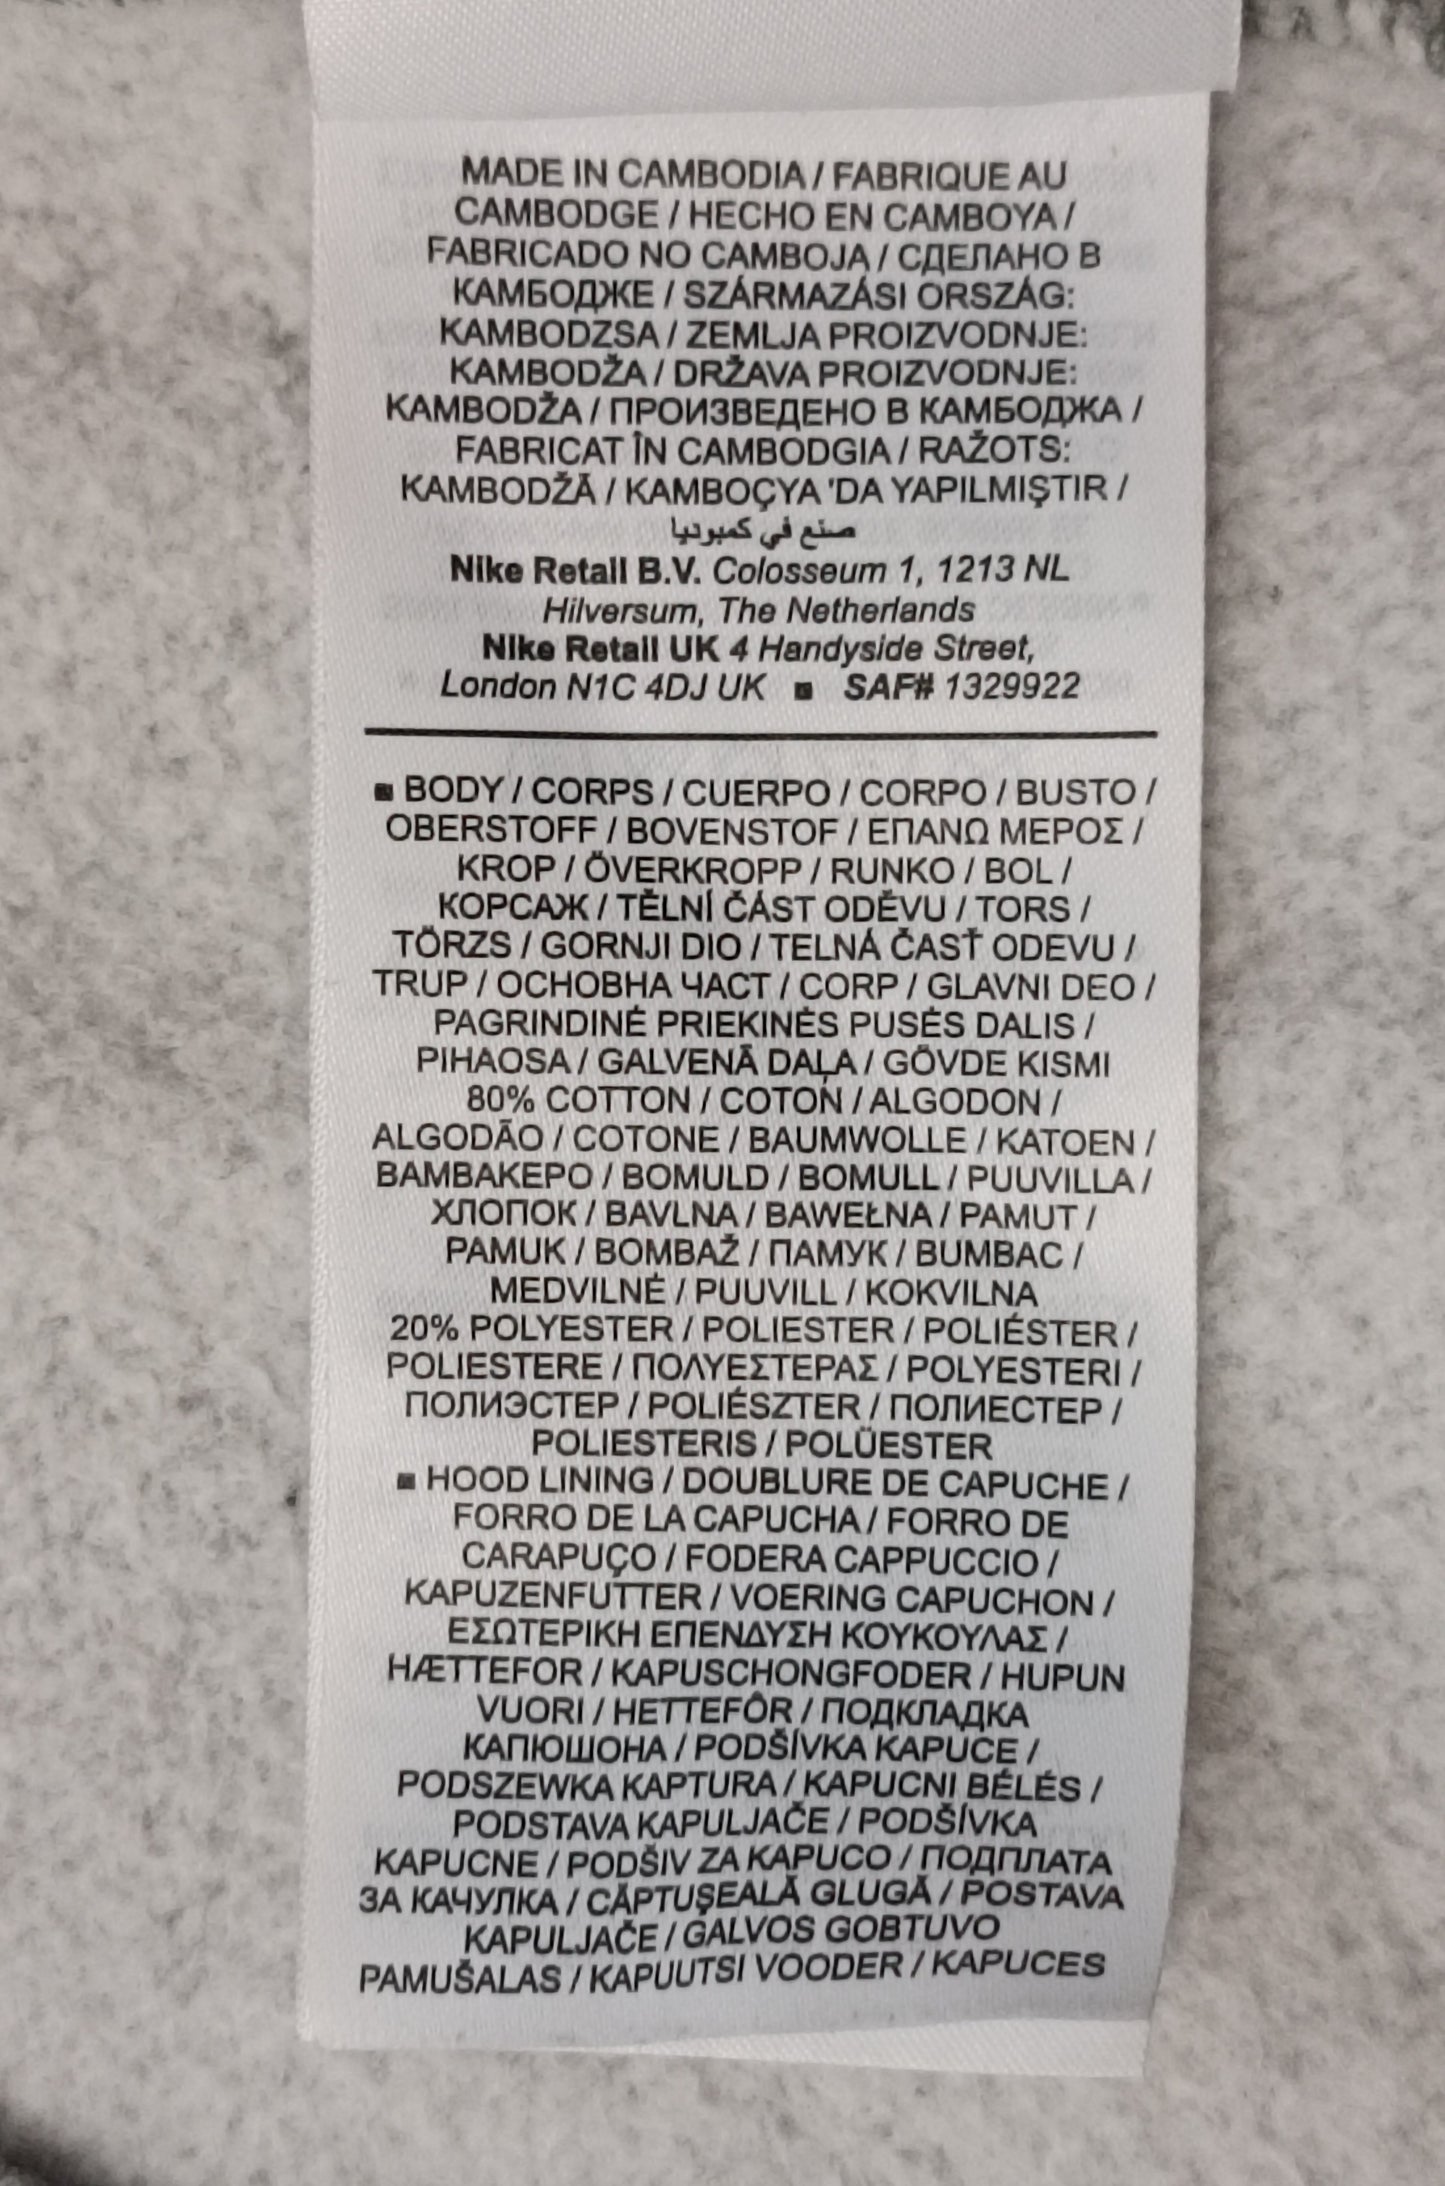 MADE IN CAMBODIA / FABRIQUE AU
CAMBODGE / HECHO EN CAMBOYA /
FABRICADO NO CAMBOJA / СДЕЛАНО В
КАМБОДЖЕ / SZÁRMAZÁSI ORSZÁG:
KAMBODZSA / ZEMLJA PROIZVODNJE:
KAMBODŽA / DRŽAVA PROIZVODNJE:
KAMBODŽA / ПРОИЗВЕДЕНО В КАМБОДЖА /
FABRICAT ÎN CAMBODGIA / RAŽOTS:
KAMBODŽĀ / KAMBOÇYA 'DA YAPILMIŞTIR /
صنع في كمبوديا
Nike Retail B.V. Colosseum 1, 1213 NL
Hilversum, The Netherlands
Nike Retail UK 4 Handyside Street,
London N1C 4DJ UK ■ SAF# 1329922
■ BODY / CORPS / CUERPO / CORPO / BUSTO /
OBERSTOFF / BOVENSTOF / ΕΠΑΝΩ ΜΕΡΟΣ /
KROP / ÖVERKROPP / RUNKO / BOL /
КОРСАЖ / TĚLNÍ ČÁST ODĚVU / TORS /
TÖRZS / GORNJI DIO / TELNÁ ČASŤ ODEVU /
TRUP / ОСНОВНА ЧАСТ / CORP / GLAVNI DEO /
PAGRINDINĖ PRIEKINĖS PUSĖS DALIS /
PIHAOSA / GALVENĀ DAĻA / GÖVDE KISMI
80% COTTON / COTON / ALGODON /
ALGODÃO / COTONE / BAUMWOLLE / KATOEN /
ΒΑΜΒΑΚΕΡΟ / BOMULD / BOMULL / PUUVILLA /
ХЛОПОК / BAVLNA / BAWEŁNA / PAMUT /
PAMUK / BOMBAŽ / ПАМУК / BUMBAC /
MEDVILNĖ / PUUVILL / KOKVILNA
20% POLYESTER / POLIESTER / POLIÉSTER /
POLIESTERE / ΠΟΛΥΕΣΤΕΡΑΣ / POLYESTERI /
ПОЛИЭСТЕР / POLIÉSZTER / ПОЛИЕСТЕР /
POLIESTERIS / POLÜESTER
■ HOOD LINING / DOUBLURE DE CAPUCHE /
FORRO DE LA CAPUCHA / FORRO DE
CARAPUÇO / FODERA CAPPUCCIO /
KAPUZENFUTTER / VOERING CAPUCHON /
ΕΣΩΤΕΡΙΚΗ ΕΠΕΝΔΥΣΗ ΚΟΥΚΟΥΛΑΣ /
HÆTTEFOR / KAPUSCHONGFODER / HUPUN
VUORI / HETTEFÔR / ПОДКЛАДКА
КАПЮШОНА / PODŠÍVKA KAPUCE /
PODSZEWKA KAPTURA / KAPUCNI BÉLÉS /
PODSTAVA KAPULJAČE / PODŠÍVKA
KAPUCNE / PODŠIV ZA KAPUCO / ПОДПЛАТА
ЗА КАЧУЛКА / CĂPTUŞEALĂ GLUGĂ / POSTAVA
KAPULJAČE / GALVOS GOBTUVO
PAMUŠALAS / KAPUUTSI VOODER / KAPUCES